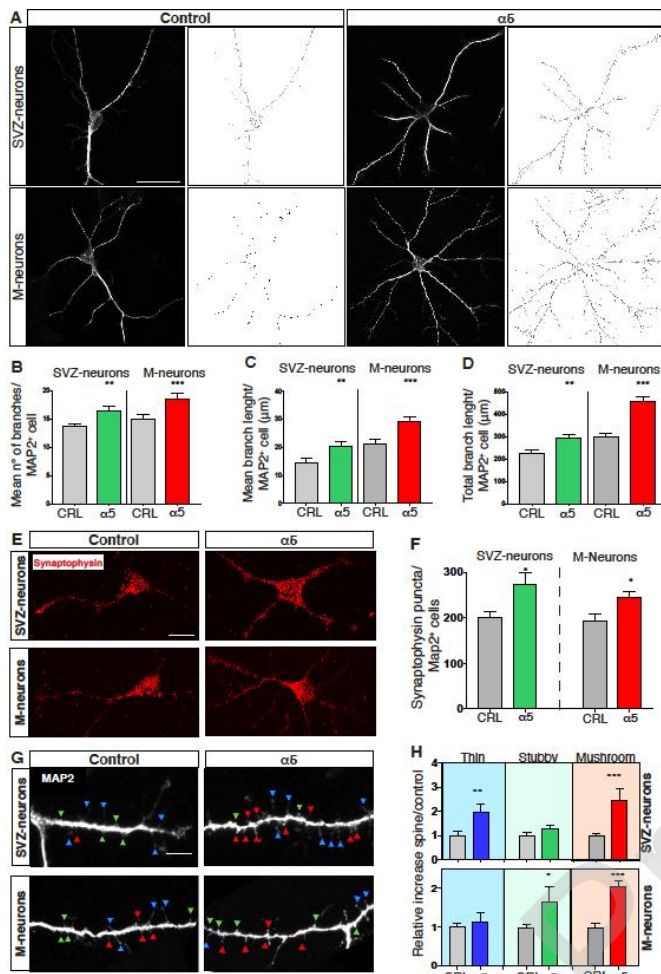 A
Control
α5
SVZ-neurons
M-neurons
B
SVZ-neurons M-neurons
** ***
Mean n° of branches/
MAP2⁺ cell
20
15
10
5
0
CRL α5 CRL α5
C
SVZ-neurons M-neurons
** ***
Mean branch lenght/
MAP2⁺ cell (µm)
40
30
20
10
0
CRL α5 CRL α5
D
SVZ-neurons M-neurons
** ***
Total branch lenght/
MAP2⁺ cell (µm)
600
400
200
0
CRL α5 CRL α5
E
Control
α5
Synaptophysin
SVZ-neurons
M-neurons
F
SVZ-neurons M-Neurons
* *
Synaptophysin puncta/
Map2⁺ cells
300
200
100
0
CRL α5 CRL α5
G
Control
α5
MAP2
SVZ-neurons
M-neurons
H
Thin Stubby Mushroom
** ***
4
3
2
1
0
SVZ-neurons
Relative increase spine/control
* ***
2
1
0
M-neurons